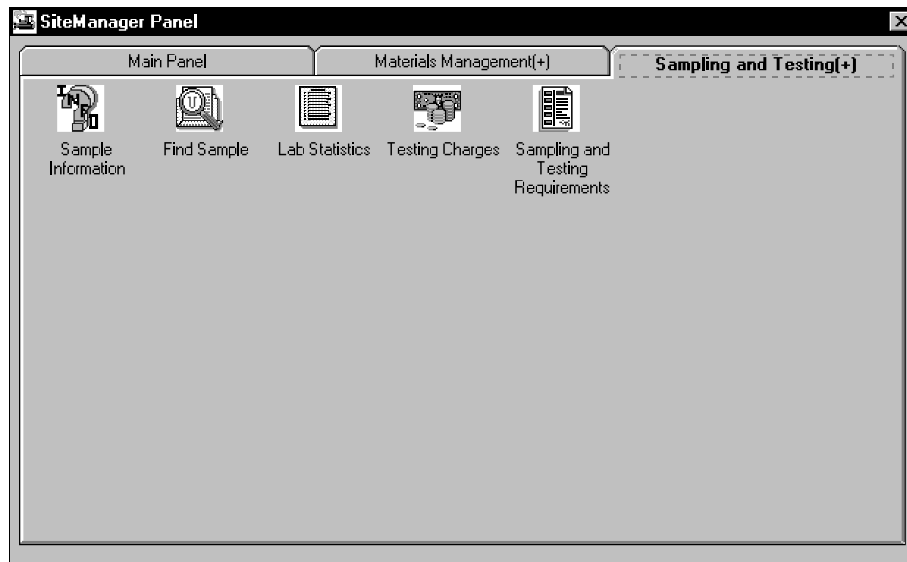 SiteManager Panel
Main Panel
Materials Management(+)
Sampling and Testing(+)
Sample
Information
Find Sample
Lab Statistics
Testing Charges
Sampling and
Testing
Requirements